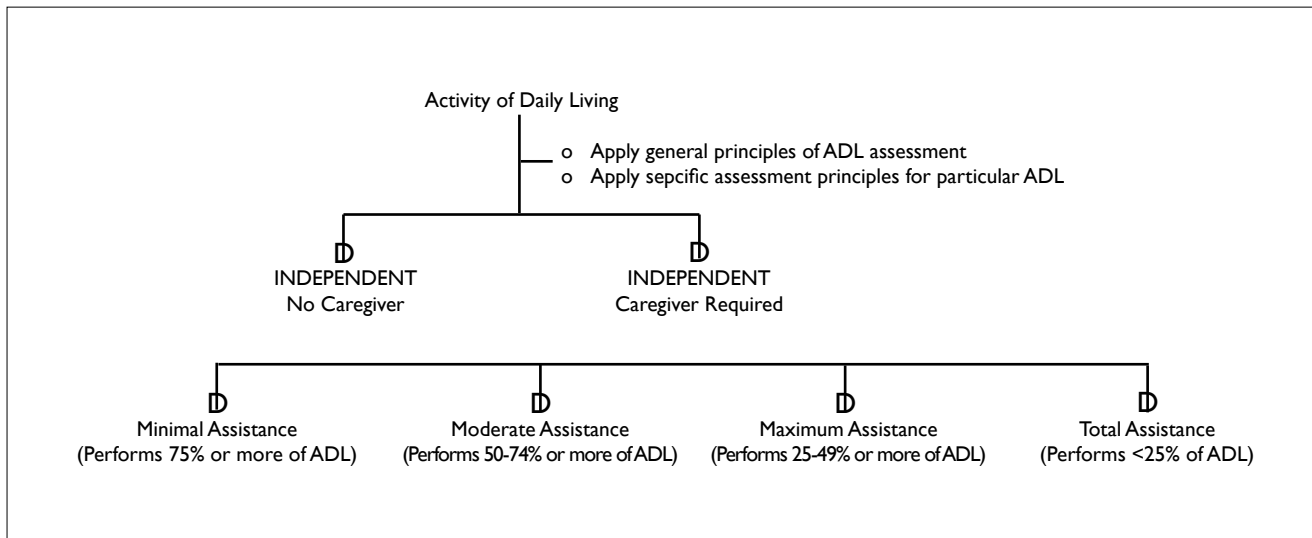 Activity of Daily Living
o Apply general principles of ADL assessment
o Apply sepcific assessment principles for particular ADL
D
INDEPENDENT
No Caregiver
D
INDEPENDENT
Caregiver Required
D
Minimal Assistance
(Performs 75% or more of ADL)
D
Moderate Assistance
(Performs 50-74% or more of ADL)
D
Maximum Assistance
(Performs 25-49% or more of ADL)
D
Total Assistance
(Performs <25% of ADL)